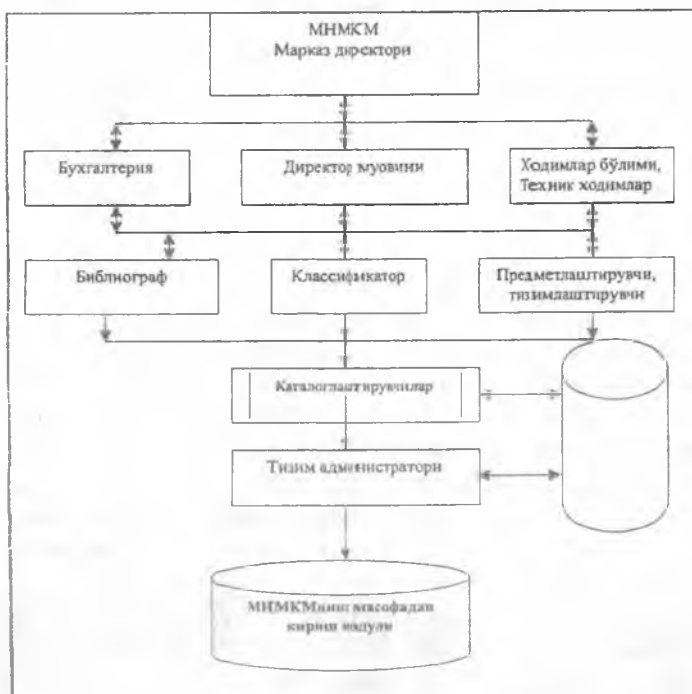 МНМКМ
Марказ директори
Бухгалтерия
Директор муовини
Ходимлар бўлими,
Техник ходимлар
Библиограф
Классификатор
Предметлаштирувчи,
тизимлаштирувчи
Каталоглаштирувчилар
Тизим администратори
МНМКМнинг масофадан
кириш модули